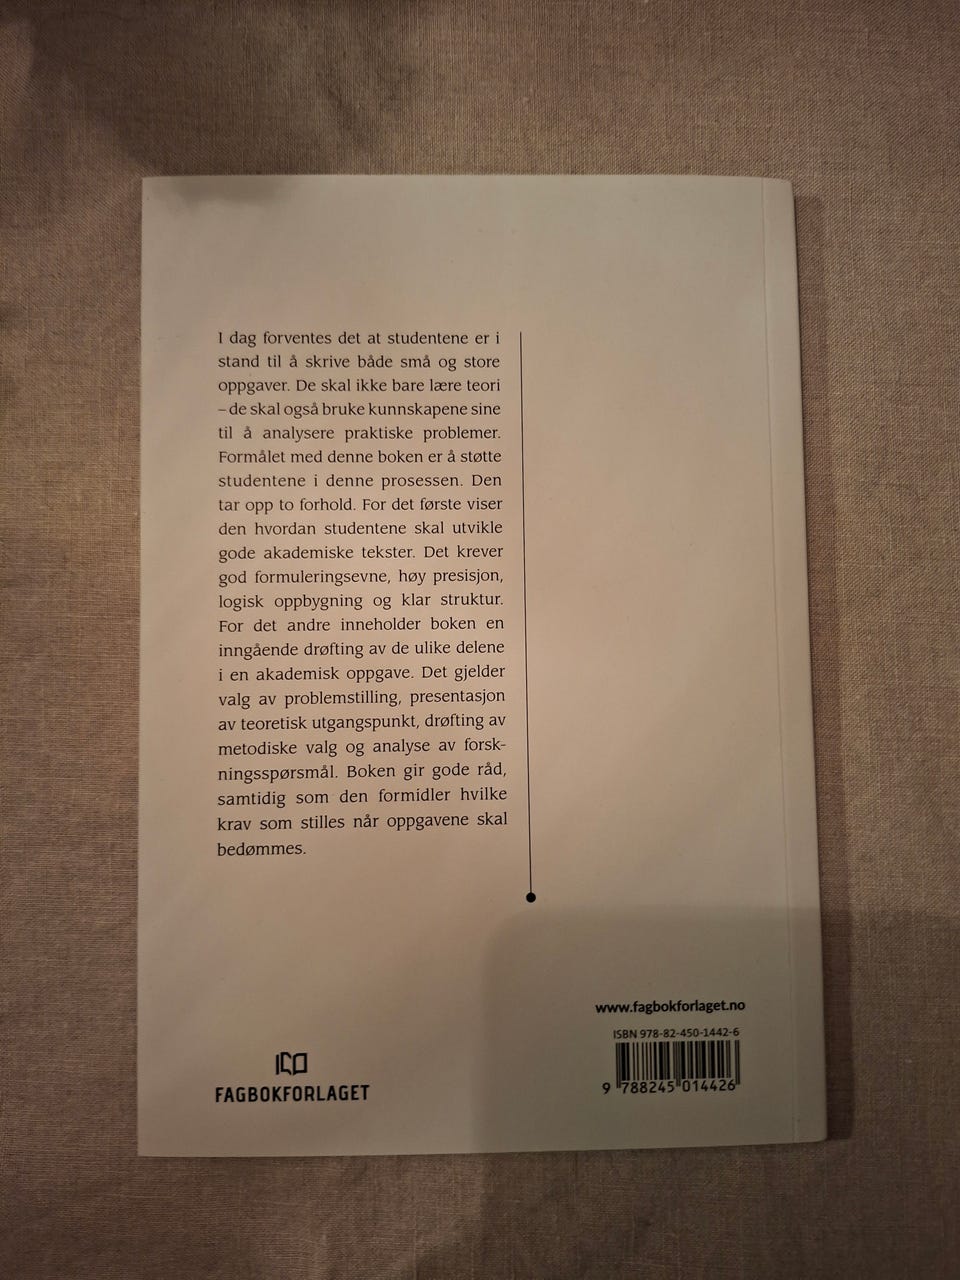 I dag forventes det at studentene er i
stand til å skrive både små og store
oppgaver. De skal ikke bare lære teori
– de skal også bruke kunnskapene sine
til å analysere praktiske problemer.
Formålet med denne boken er å støtte
studentene i denne prosessen. Den
tar opp to forhold. For det første viser
den hvordan studentene skal utvikle
gode akademiske tekster. Det krever
god formuleringsevne, høy presisjon,
logisk oppbygning og klar struktur.
For det andre inneholder boken en
inngående drøfting av de ulike delene
i en akademisk oppgave. Det gjelder
valg av problemstilling, presentasjon
av teoretisk utgangspunkt, drøfting av
metodiske valg og analyse av forsk-
ningsspørsmål. Boken gir gode råd,
samtidig som den formidler hvilke
krav som stilles når oppgavene skal
bedømmes.
www.fagbokforlaget.no
ISBN 978-82-450-1442-6
9 788245 014426
FAGBOKFORLAGET